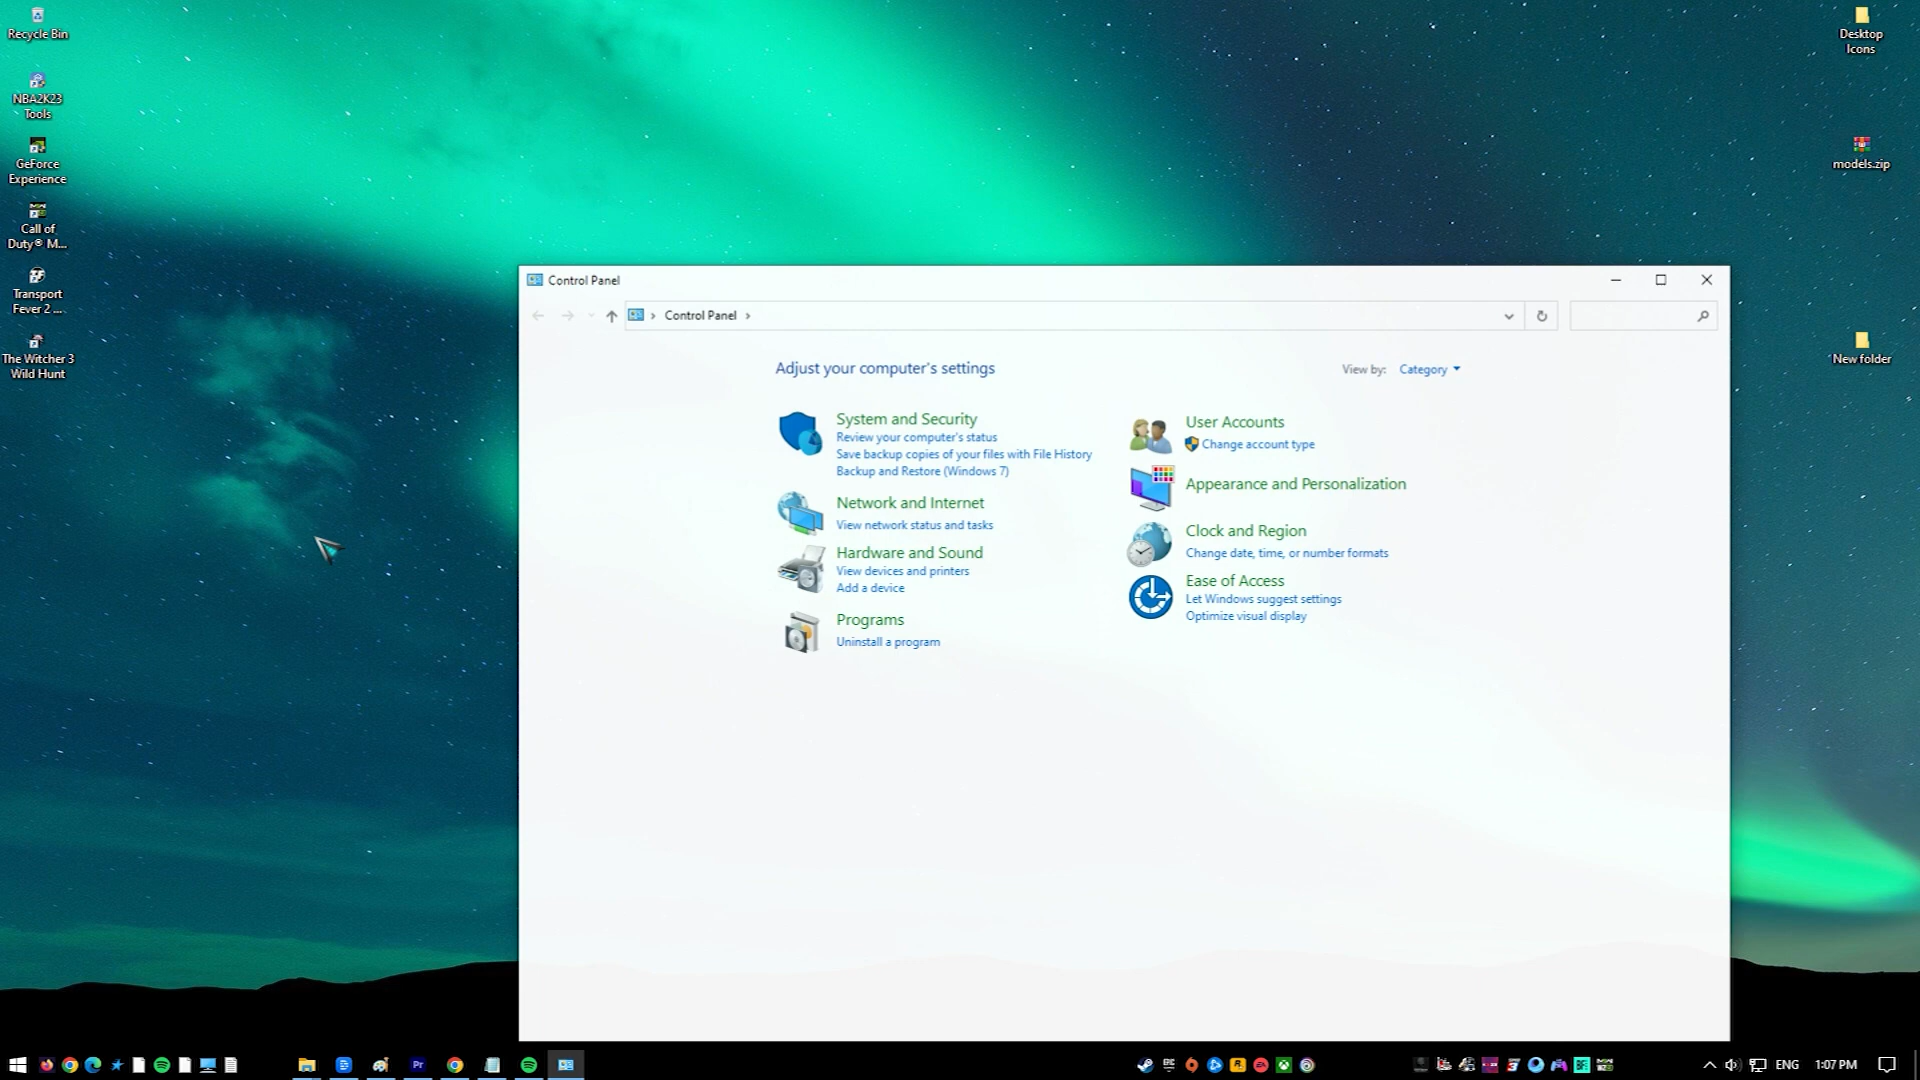 Recycle Bin
NBA2K23
Tools
GeForce
Experience
Call of
Duty® M...
Transport
Fever 2 ...
The Witcher 3
Wild Hunt
Desktop
Icons
models.zip
New folder
Control Panel
Control Panel
Adjust your computer's settings
View by: Category
System and Security
Review your computer's status
Save backup copies of your files with File History
Backup and Restore (Windows 7)
Network and Internet
View network status and tasks
Hardware and Sound
View devices and printers
Add a device
Programs
Uninstall a program
User Accounts
Change account type
Appearance and Personalization
Clock and Region
Change date, time, or number formats
Ease of Access
Let Windows suggest settings
Optimize visual display
Pr
ENG
1:07 PM